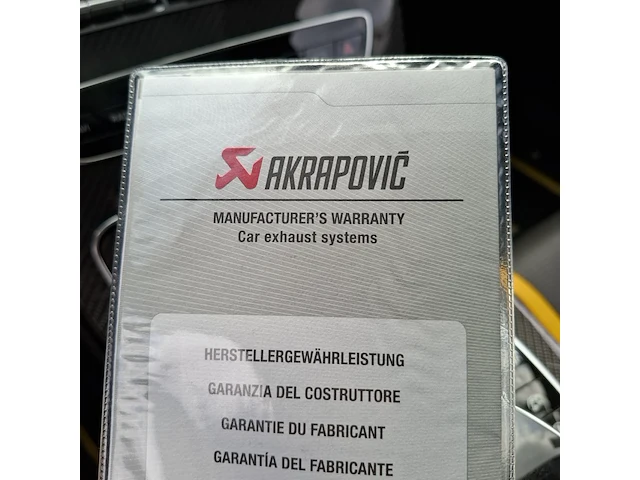 AKRAPOVIČ
MANUFACTURER'S WARRANTY
Car exhaust systems
HERSTELLERGEWÄHRLEISTUNG
GARANZIA DEL COSTRUTTORE
GARANTIE DU FABRICANT
GARANTÍA DEL FABRICANTE